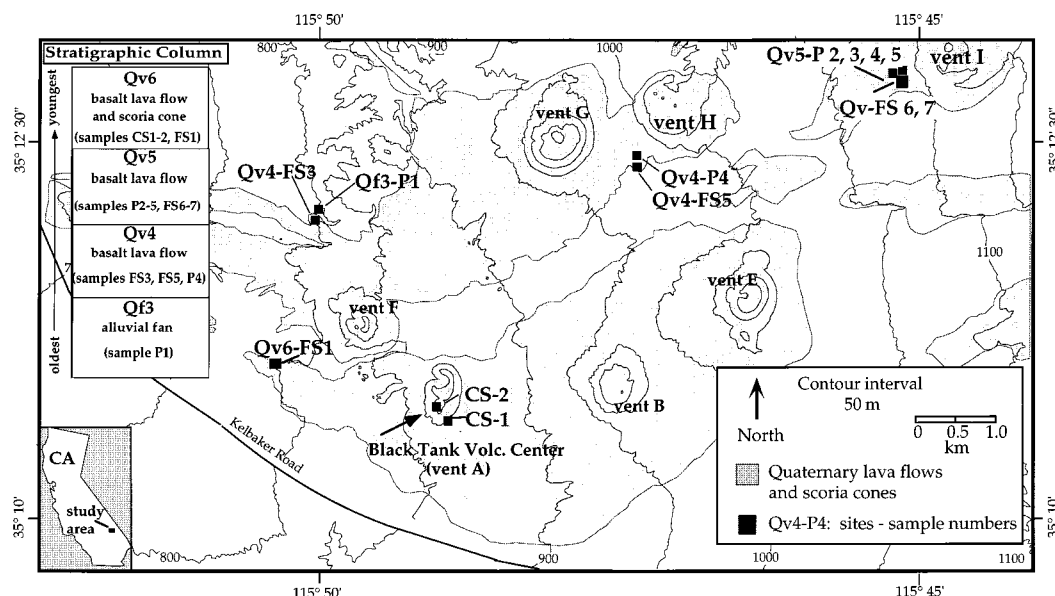 115° 50'
115° 45'
Stratigraphic Column
Qv6
basalt lava flow
and scoria cone
(samples CS1-2, FS1)
Qv5
basalt lava flow
(samples P2-5, FS6-7)
Qv4
basalt lava flow
(samples FS3, FS5, P4)
Qf3
alluvial fan
(sample P1)
youngest
oldest
800
900
1000
Qv5-P 2, 3, 4, 5
vent I
Qv-FS 6, 7
35° 12' 30"
vent G
vent H
35° 12' 30"
Qv4-FS3
Qf3-P1
Qv4-P4
Qv4-FS5
1100
7
vent E
vent F
Qv6-FS1
CS-2
CS-1
vent B
Black Tank Volc. Center
(vent A)
Kelbaker Road
Contour interval
50 m
North
0 0.5 1.0
km
Quaternary lava flows
and scoria cones
Qv4-P4: sites - sample numbers
CA
study
area
35° 10'
35° 10'
800
900
1000
1100
115° 50'
115° 45'